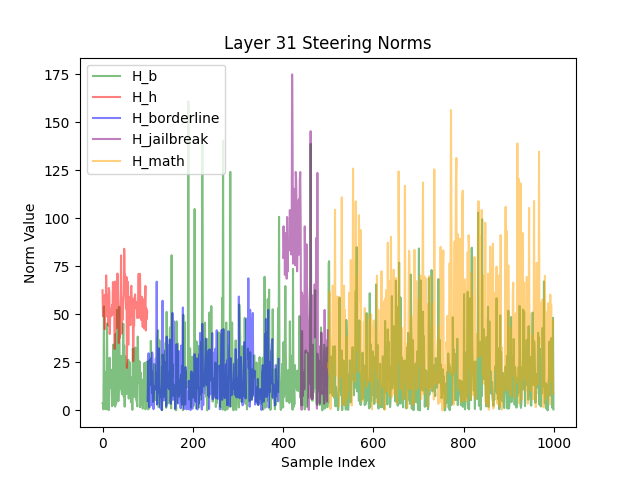 Layer 31 Steering Norms
175
150
125
100
75
50
25
0
Norm Value
H_b
H_h
H_borderline
H_jailbreak
H_math
0
200
400
600
800
1000
Sample Index